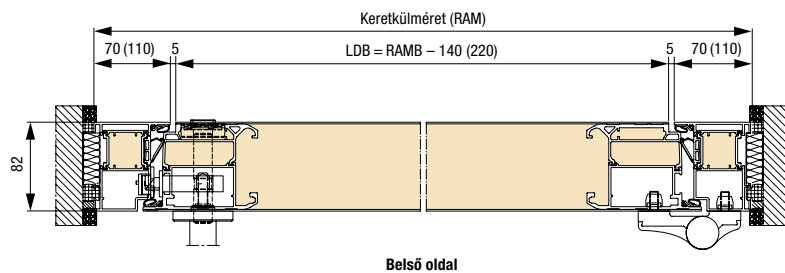 Keretkülméret (RAM)
70 (110) 5 LDB = RAMB – 140 (220) 5 70 (110)
82
Belső oldal